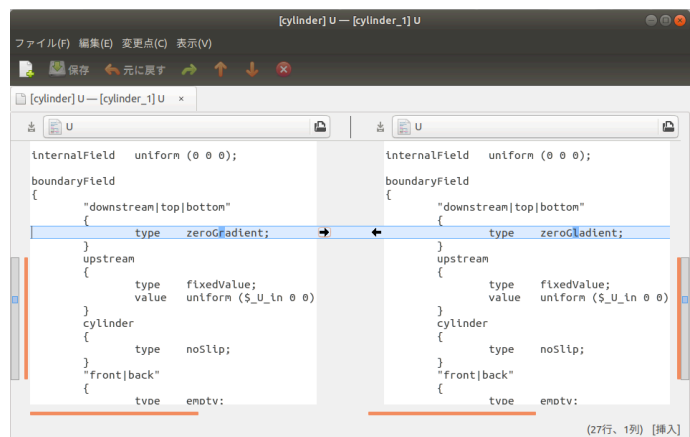 [cylinder] U — [cylinder_1] U
ファイル(F) 編集(E) 変更点(C) 表示(V)
保存 元に戻す
[cylinder] U — [cylinder_1] U ×
U
internalField uniform (0 0 0);
boundaryField
{
"downstream|top|bottom"
{
type zeroGradient;
}
upstream
{
type fixedValue;
value uniform ($_U_in 0 0)
}
cylinder
{
type noSlip;
}
"front|back"
{
type empty;
U
internalField uniform (0 0 0);
boundaryField
{
"downstream|top|bottom"
{
type zeroGladient;
}
upstream
{
type fixedValue;
value uniform ($_U_in 0 0)
}
cylinder
{
type noSlip;
}
"front|back"
{
type empty;
(27行、1列) [挿入]